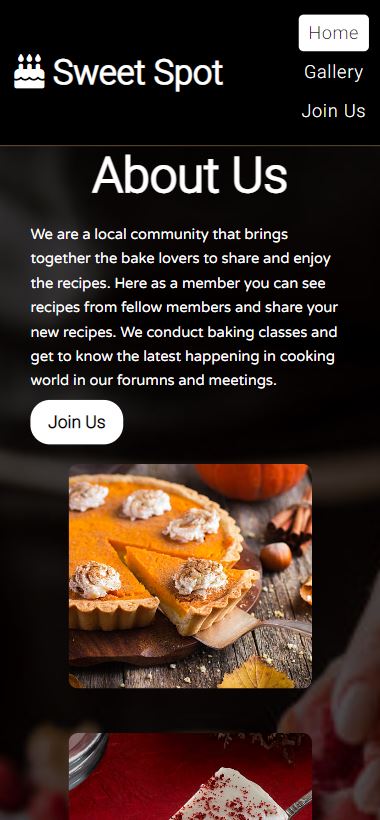 Home
Sweet Spot
Gallery
Join Us
About Us
We are a local community that brings
together the bake lovers to share and enjoy
the recipes. Here as a member you can see
recipes from fellow members and share your
new recipes. We conduct baking classes and
get to know the latest happening in cooking
world in our forumns and meetings.
Join Us